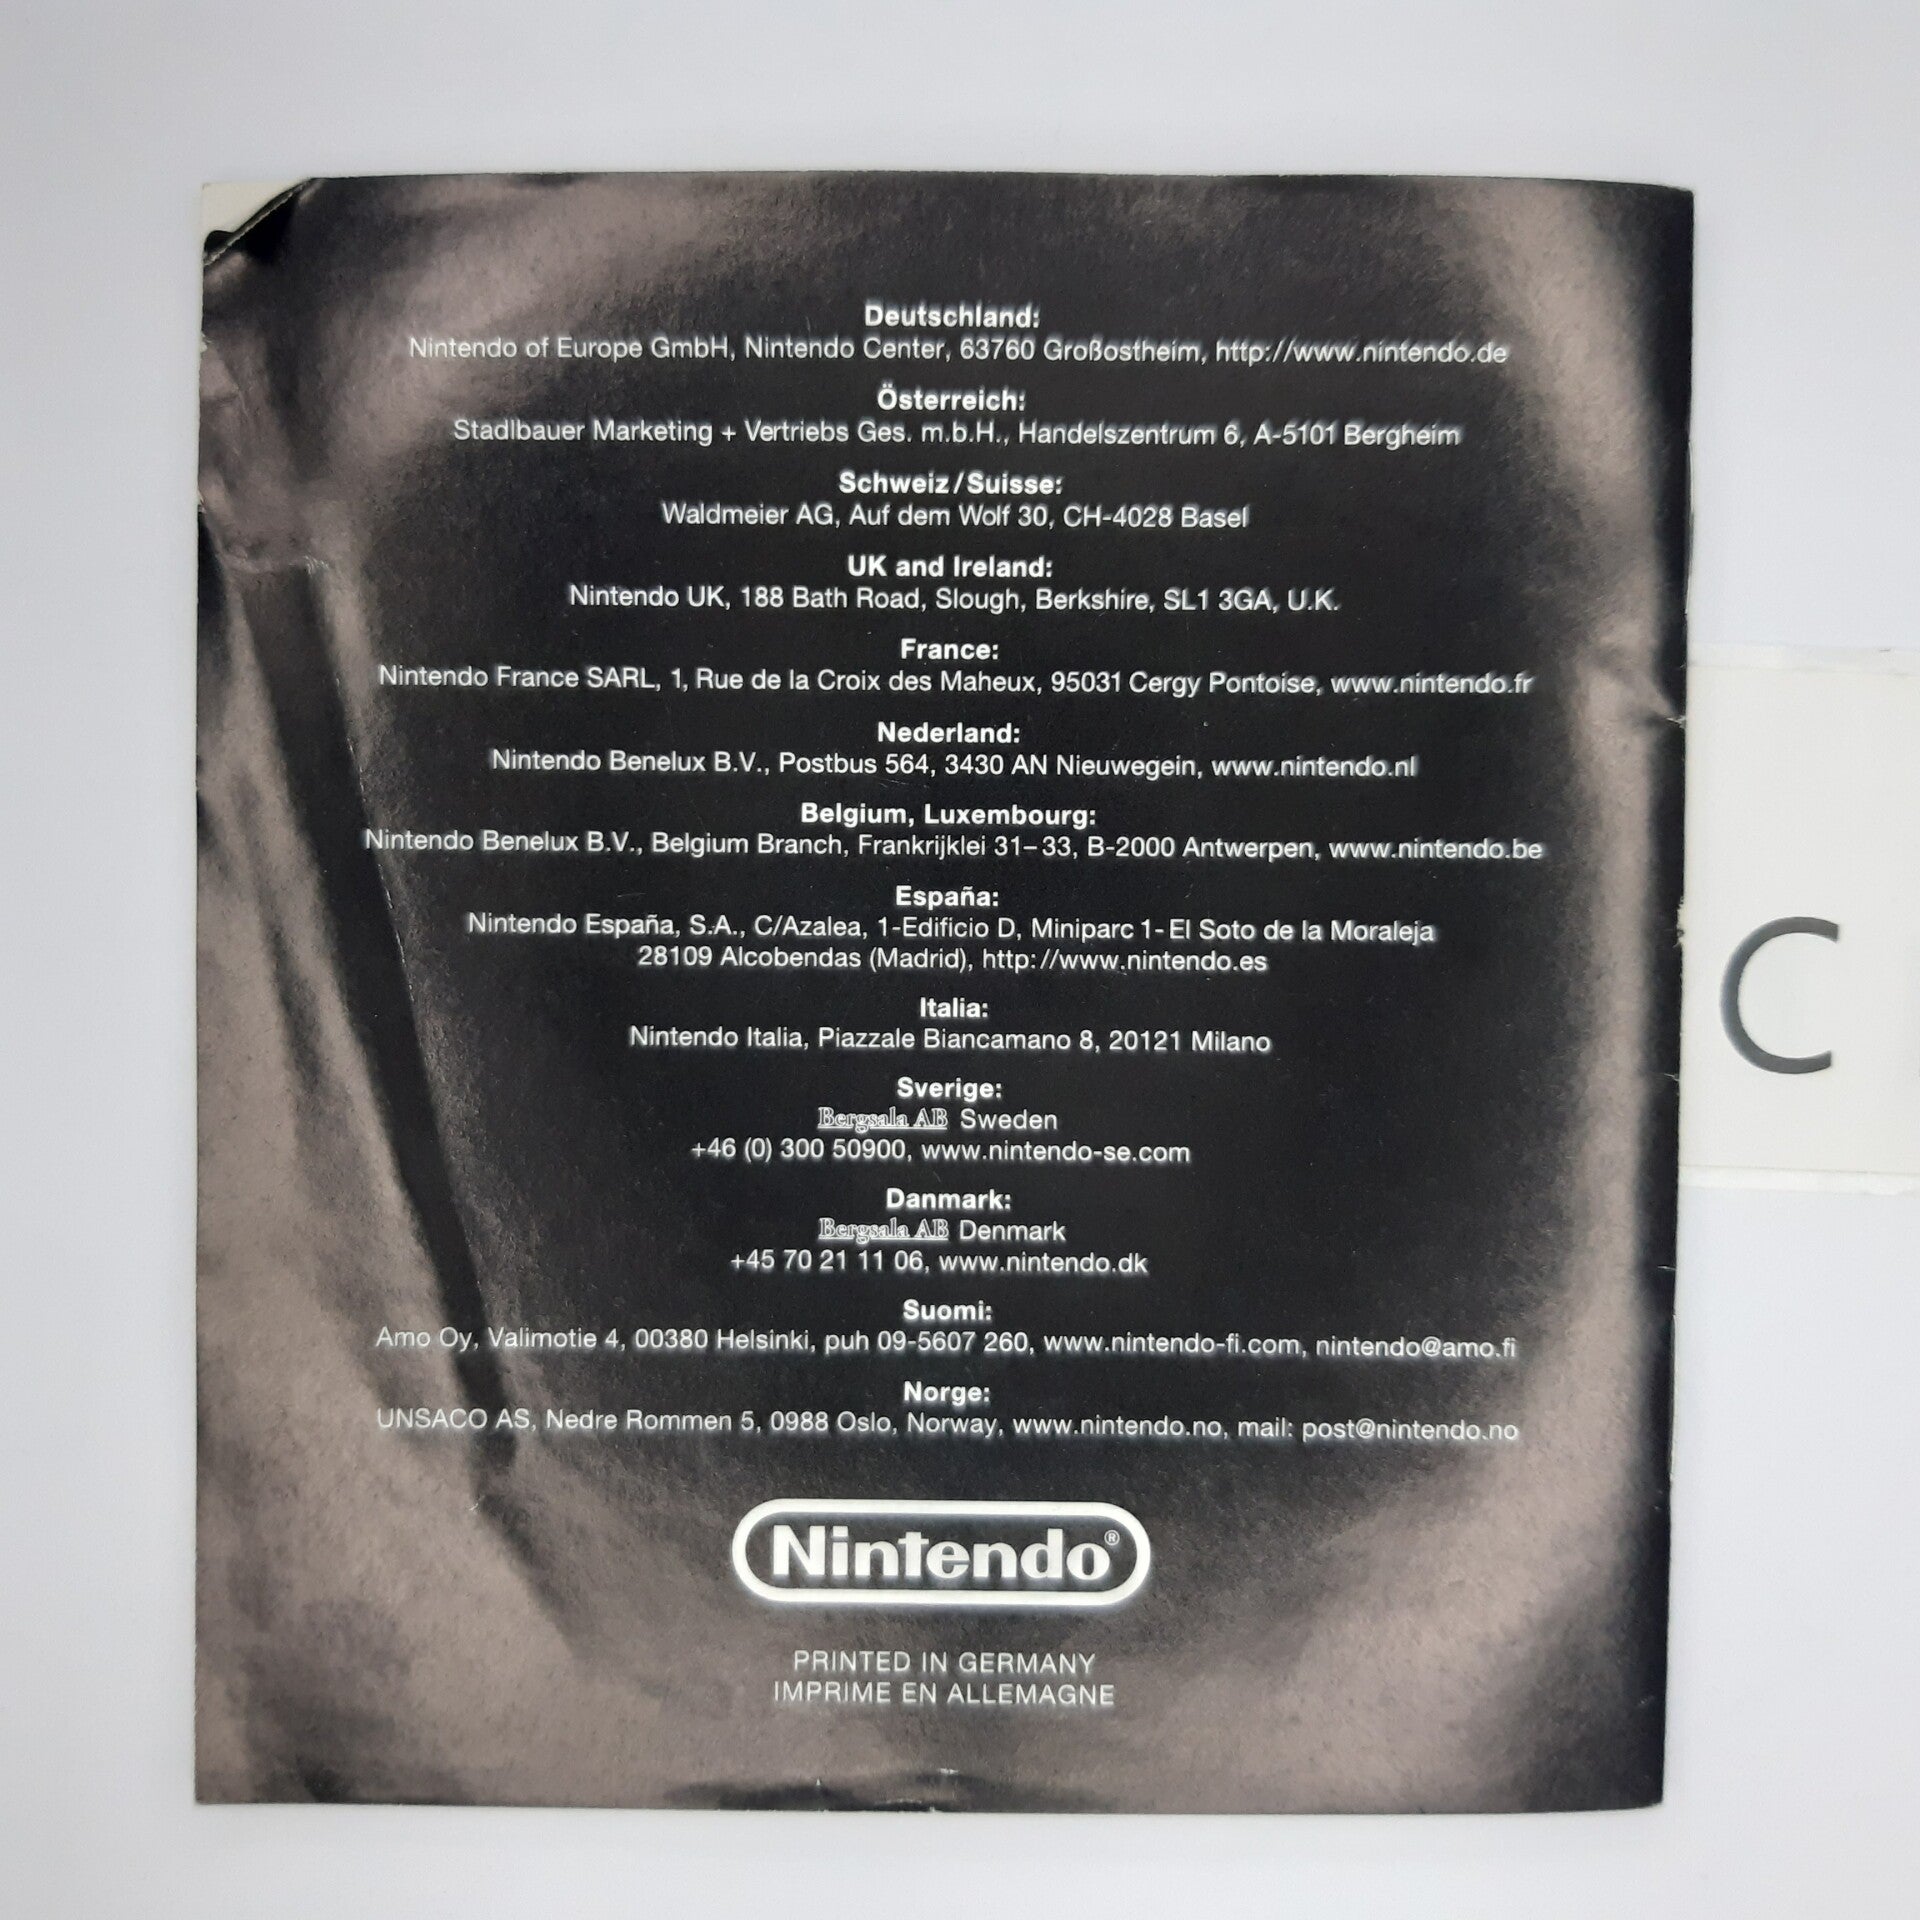 Deutschland:
Nintendo of Europe GmbH, Nintendo Center, 63760 Großostheim, http://www.nintendo.de
Österreich:
Stadlbauer Marketing + Vertriebs Ges. m.b.H., Handelszentrum 6, A-5101 Bergheim
Schweiz/Suisse:
Waldmeier AG, Auf dem Wolf 30, CH-4028 Basel
UK and Ireland:
Nintendo UK, 188 Bath Road, Slough, Berkshire, SL1 3GA, U.K.
France:
Nintendo France SARL, 1, Rue de la Croix des Maheux, 95031 Cergy Pontoise, www.nintendo.fr
Nederland:
Nintendo Benelux B.V., Postbus 564, 3430 AN Nieuwegein, www.nintendo.nl
Belgium, Luxembourg:
Nintendo Benelux B.V., Belgium Branch, Frankrijklei 31–33, B-2000 Antwerpen, www.nintendo.be
España:
Nintendo España, S.A., C/Azalea, 1-Edificio D, Miniparc 1-El Soto de la Moraleja
28109 Alcobendas (Madrid), http://www.nintendo.es
Italia:
Nintendo Italia, Piazzale Biancamano 8, 20121 Milano
Sverige:
Bergsala AB Sweden
+46 (0) 300 50900, www.nintendo-se.com
Danmark:
Bergsala AB Denmark
+45 70 21 11 06, www.nintendo.dk
Suomi:
Amo Oy, Valimotie 4, 00380 Helsinki, puh 09-5607 260, www.nintendo-fi.com, nintendo@amo.fi
Norge:
UNSACO AS, Nedre Rommen 5, 0988 Oslo, Norway, www.nintendo.no, mail: post@nintendo.no
Nintendo®
PRINTED IN GERMANY
IMPRIME EN ALLEMAGNE
C